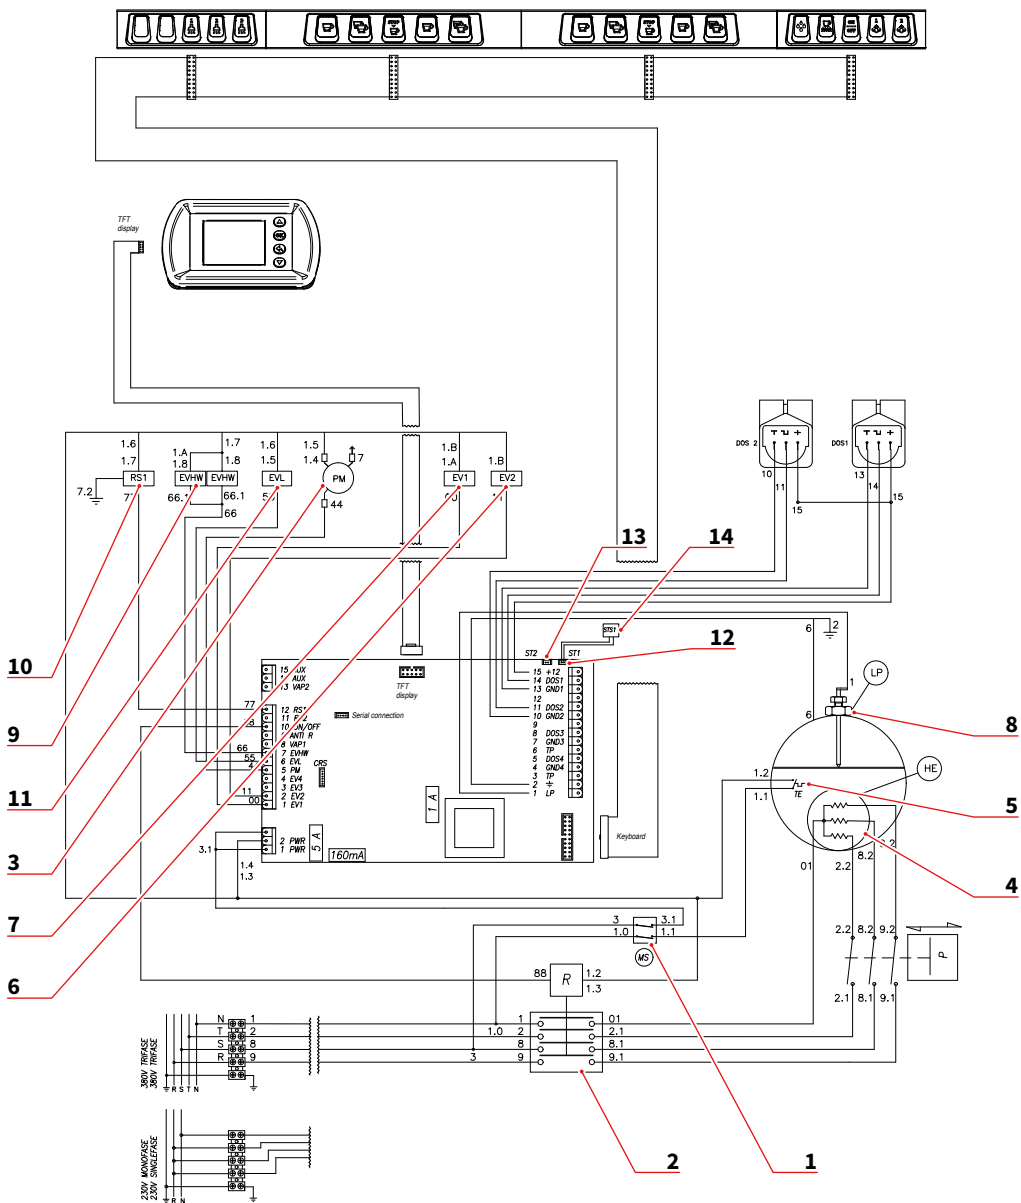 STOP
STOP
TFT
display
1.6
1.7
RS1
7.2
1.A
1.8
1.7
1.8
EVHW
EVHW
66.1
66.1
66
1.6
1.5
EVL
1.5
1.4
7
PM
44
1.B
1.A
EV1
1.B
EV2
DOS 2
10
11
15
DOS1
13
14
15
13
14
STS1
ST2
ST1
12
10
9
11
3
7
6
15 AUX
AUX
13 VAP2
TFT
display
Serial connection
77
12 RS1
ON/OFF
ANTI R
8 VAP1
66
7 EVHW
55
6 EVL
4
5 PM
4 EV4
3 EV3
11
2 EV2
00
1 EV1
CRS
2 PWR
1 PWR
3.1
1.4
1.3
5 A
160mA
1 A
15 +12
14 DOS1
13 GND1
12
11 DOS2
10 GND2
9
8 DOS3
7 GND3
6 TP
5 DOS4
4 GND4
3 TP
2
1 LP
Keyboard
6
2
1
LP
6
8
HE
1.2
1.1
TE
5
4
01
2.2
8.2
2.2
8.2
9.2
P
2.1
8.1
9.1
3
3.1
1.0
1.1
MS
88
R
1.2
1.3
1
01
1.0
2
2.1
8
8.1
3
9
9.1
N
1
T
2
S
8
R
9
380V TRIFASE
380V TRIFASE
R S T N
230V MONOFASE
230V SINGLEFASE
R N
2
1